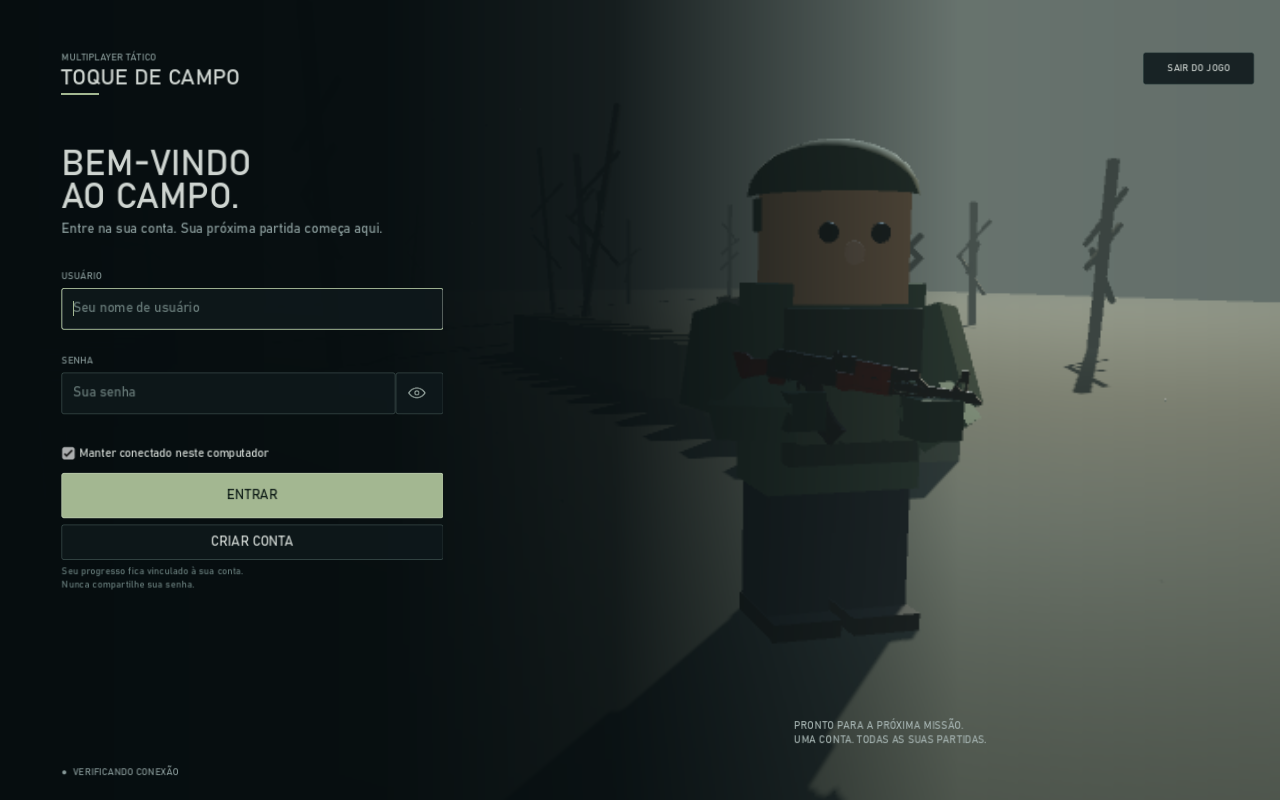 MULTIPLAYER TÁTICO
TOQUE DE CAMPO
SAIR DO JOGO
BEM-VINDO
AO CAMPO.
Entre na sua conta. Sua próxima partida começa aqui.
USUÁRIO
Seu nome de usuário
SENHA
Sua senha
Manter conectado neste computador
ENTRAR
CRIAR CONTA
Seu progresso fica vinculado à sua conta.
Nunca compartilhe sua senha.
PRONTO PARA A PRÓXIMA MISSÃO.
UMA CONTA. TODAS AS SUAS PARTIDAS.
VERIFICANDO CONEXÃO